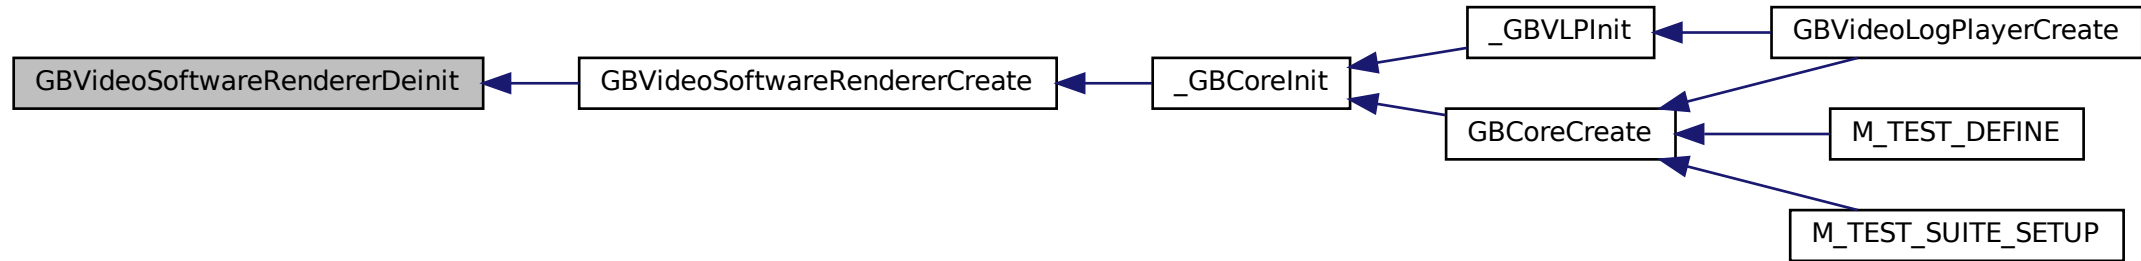 GBVideoSoftwareRendererDeinit
GBVideoSoftwareRendererCreate
_GBCoreInit
_GBVLPInit
GBCoreCreate
GBVideoLogPlayerCreate
M_TEST_DEFINE
M_TEST_SUITE_SETUP